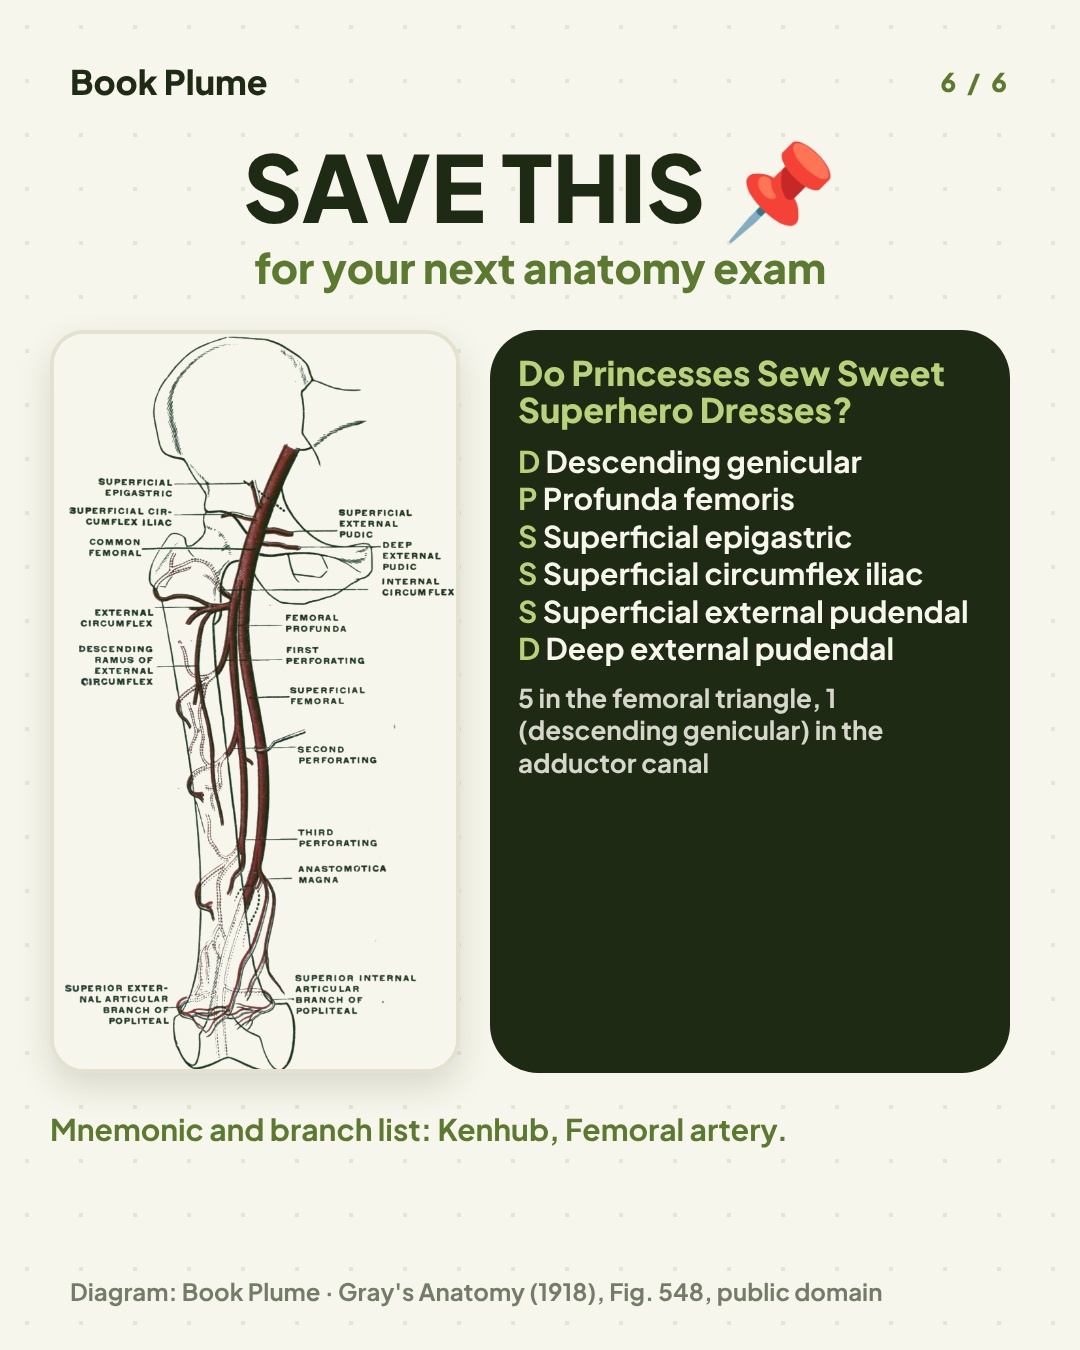 Book Plume
6 / 6
SAVE THIS 📌
for your next anatomy exam
SUPERFICIAL
EPIGASTRIC
SUPERFICIAL CIR-
CUMFLEX ILIAC
COMMON
FEMORAL
SUPERFICIAL
EXTERNAL
PUDIC
DEEP
EXTERNAL
PUDIC
INTERNAL
CIRCUMFLEX
EXTERNAL
CIRCUMFLEX
FEMORAL
PROFUNDA
DESCENDING
RAMUS OF
EXTERNAL
CIRCUMFLEX
FIRST
PERFORATING
SUPERFICIAL
FEMORAL
SECOND
PERFORATING
THIRD
PERFORATING
ANASTOMOTICA
MAGNA
SUPERIOR EXTER-
NAL ARTICULAR
BRANCH OF
POPLITEAL
SUPERIOR INTERNAL
ARTICULAR
BRANCH OF
POPLITEAL
Do Princesses Sew Sweet
Superhero Dresses?
D Descending genicular
P Profunda femoris
S Superficial epigastric
S Superficial circumflex iliac
S Superficial external pudendal
D Deep external pudendal
5 in the femoral triangle, 1
(descending genicular) in the
adductor canal
Mnemonic and branch list: Kenhub, Femoral artery.
Diagram: Book Plume · Gray's Anatomy (1918), Fig. 548, public domain